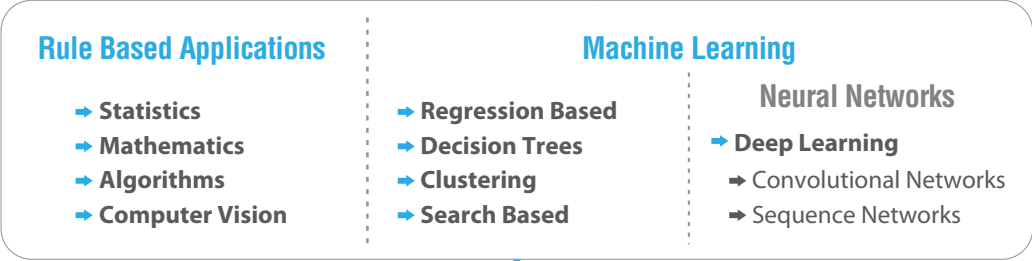 Rule Based Applications
Statistics
Mathematics
Algorithms
Computer Vision
Machine Learning
Regression Based
Decision Trees
Clustering
Search Based
Neural Networks
Deep Learning
Convolutional Networks
Sequence Networks